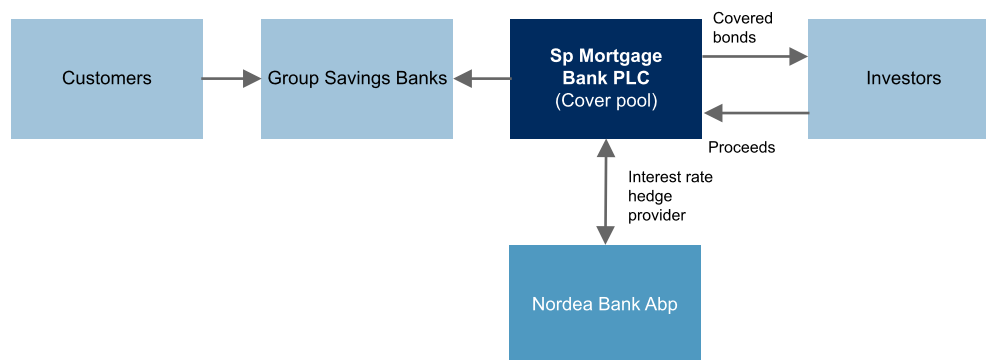 Customers
Group Savings Banks
Sp Mortgage
Bank PLC
(Cover pool)
Covered
bonds
Investors
Proceeds
Interest rate
hedge
provider
Nordea Bank Abp